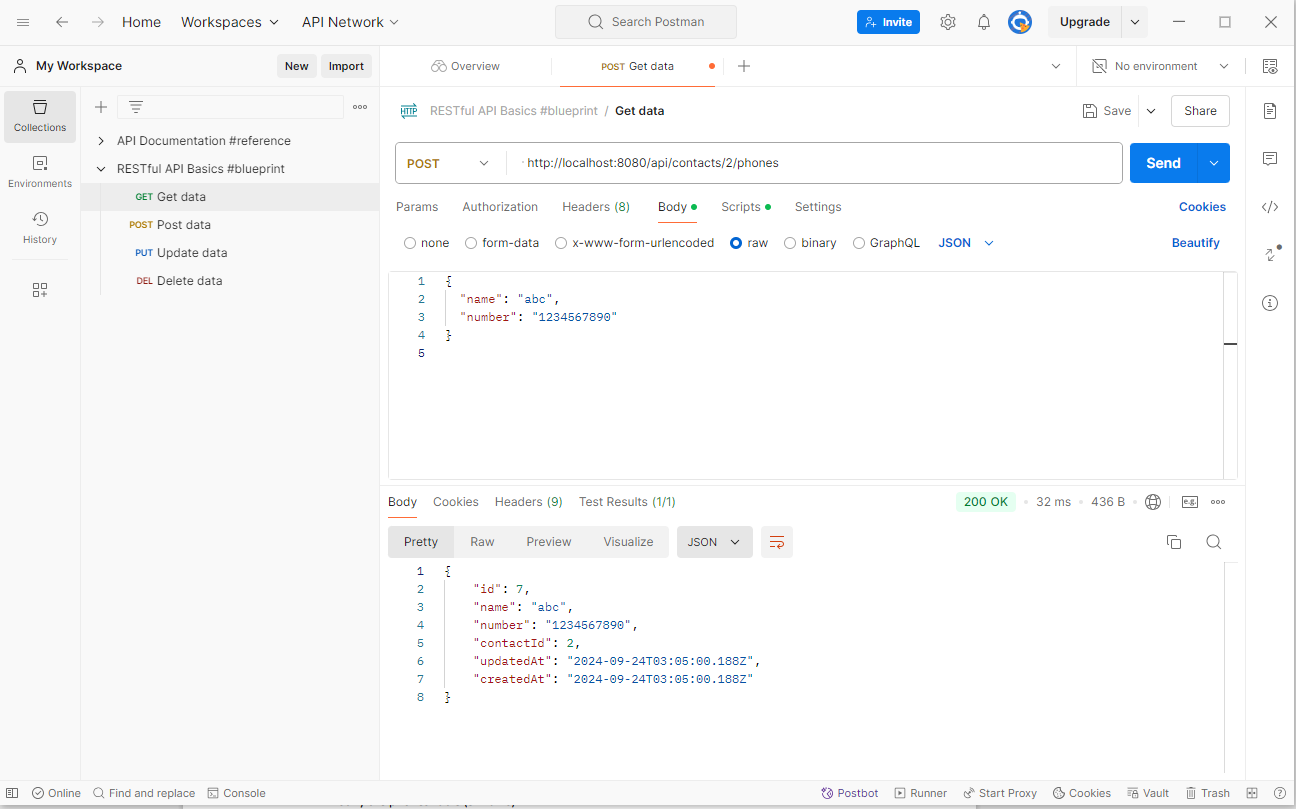 Home Workspaces API Network Search Postman Invite Upgrade
My Workspace New Import Overview POST Get data No environment
Collections
Environments
History
API Documentation #reference
RESTful API Basics #blueprint
GET Get data
POST Post data
PUT Update data
DEL Delete data
HTTP RESTful API Basics #blueprint / Get data Save Share
POST http://localhost:8080/api/contacts/2/phones Send
Params Authorization Headers (8) Body Scripts Settings Cookies
none form-data x-www-form-urlencoded raw binary GraphQL JSON Beautify
1 {
2 "name": "abc",
3 "number": "1234567890"
4 }
5
Body Cookies Headers (9) Test Results (1/1) 200 OK 32 ms 436 B e.g.
Pretty Raw Preview Visualize JSON
1 {
2 "id": 7,
3 "name": "abc",
4 "number": "1234567890",
5 "contactId": 2,
6 "updatedAt": "2024-09-24T03:05:00.188Z",
7 "createdAt": "2024-09-24T03:05:00.188Z"
8 }
Online Find and replace Console Postbot Runner Start Proxy Cookies Vault Trash